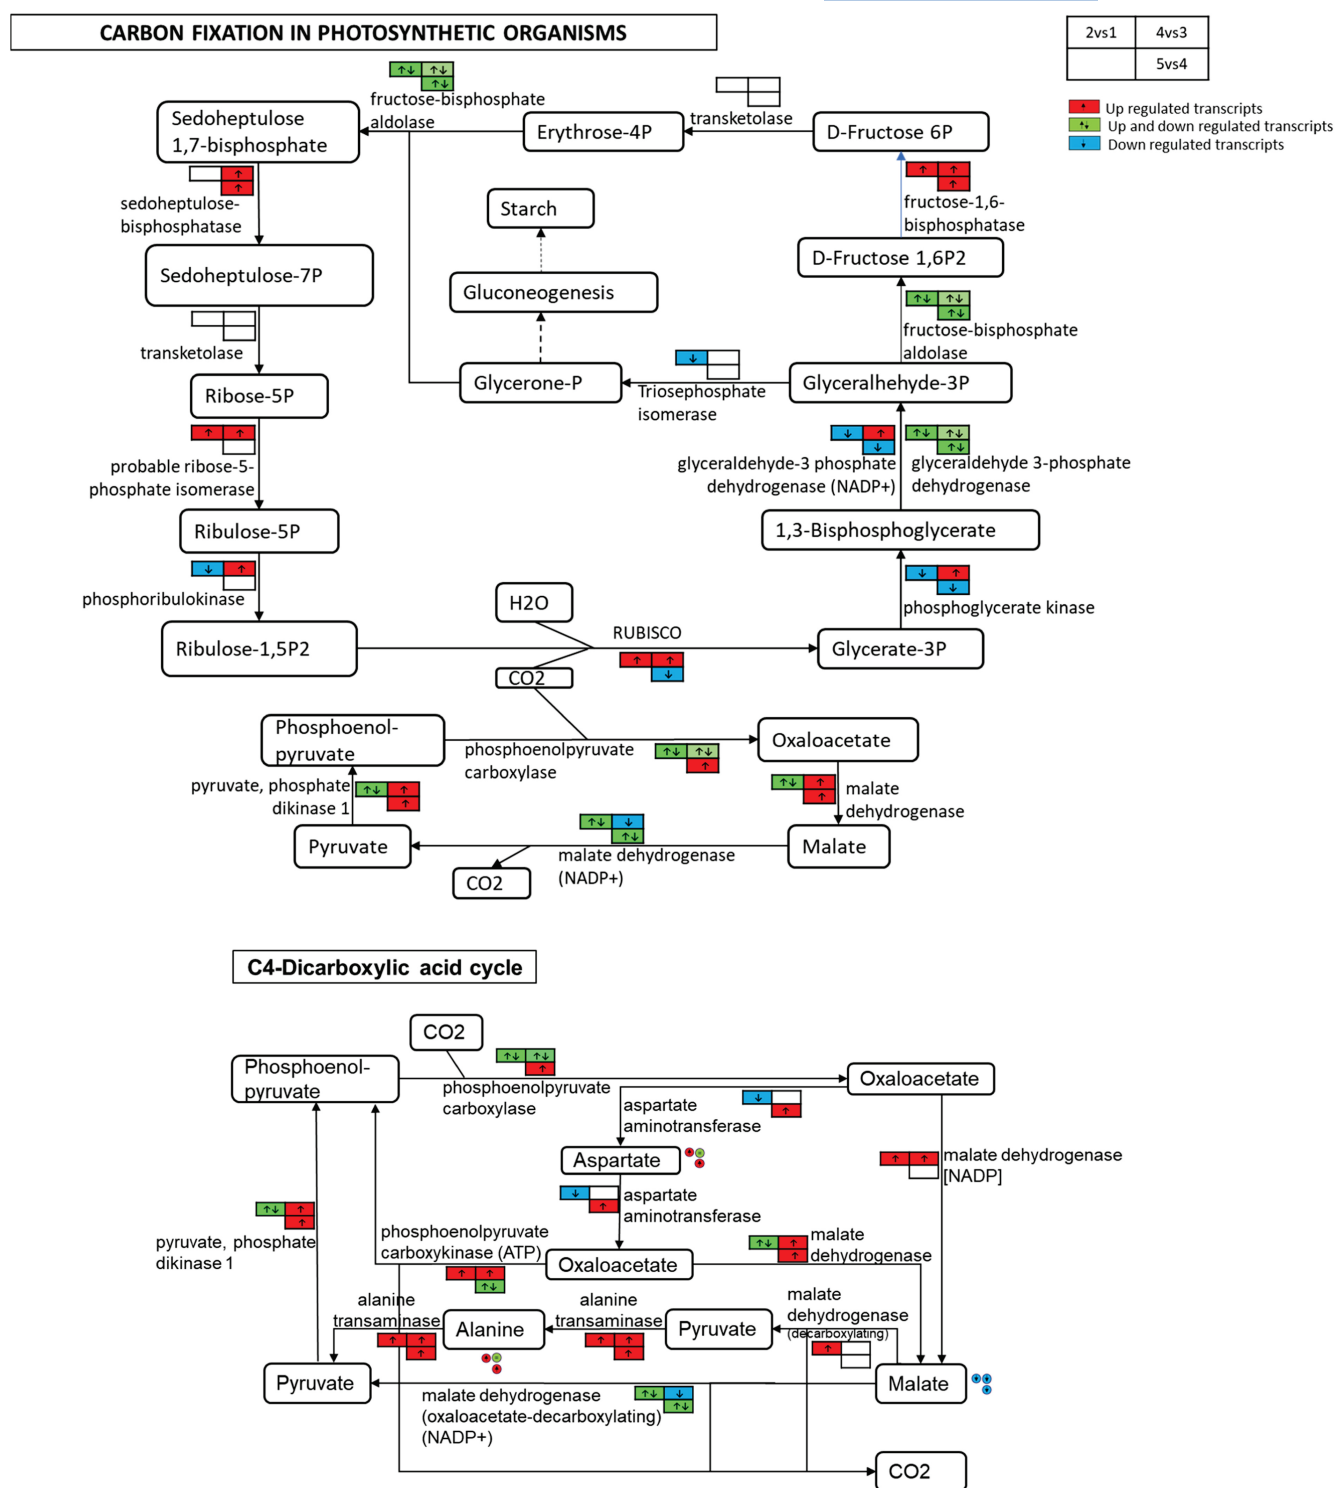 CARBON FIXATION IN PHOTOSYNTHETIC ORGANISMS
2vs1 4vs3
5vs4
Up regulated transcripts
Up and down regulated transcripts
Down regulated transcripts
Sedoheptulose
1,7-bisphosphate
fructose-bisphosphate
aldolase
Erythrose-4P
transketolase
D-Fructose 6P
sedoheptulose-
bisphosphatase
Starch
fructose-1,6-
bisphosphatase
Sedoheptulose-7P
Gluconeogenesis
D-Fructose 1,6P2
transketolase
fructose-bisphosphate
aldolase
Ribose-5P
Glycerone-P
Triosephosphate
isomerase
Glyceralhehyde-3P
probable ribose-5-
phosphate isomerase
glyceraldehyde-3 phosphate
dehydrogenase (NADP+)
glyceraldehyde 3-phosphate
dehydrogenase
Ribulose-5P
1,3-Bisphosphoglycerate
phosphoribulokinase
H2O
phosphoglycerate kinase
Ribulose-1,5P2
RUBISCO
Glycerate-3P
CO2
Phosphoenol-
pyruvate
phosphoenolpyruvate
carboxylase
Oxaloacetate
pyruvate, phosphate
dikinase 1
malate
dehydrogenase
Pyruvate
malate dehydrogenase
(NADP+)
Malate
CO2
C4-Dicarboxylic acid cycle
CO2
Phosphoenol-
pyruvate
phosphoenolpyruvate
carboxylase
Oxaloacetate
aspartate
aminotransferase
Aspartate
malate dehydrogenase
[NADP]
aspartate
aminotransferase
pyruvate, phosphate
dikinase 1
phosphoenolpyruvate
carboxykinase (ATP)
Oxaloacetate
malate
dehydrogenase
alanine
transaminase
Alanine
alanine
transaminase
Pyruvate
malate
dehydrogenase
(decarboxylating)
Pyruvate
malate dehydrogenase
(oxaloacetate-decarboxylating)
(NADP+)
Malate
CO2